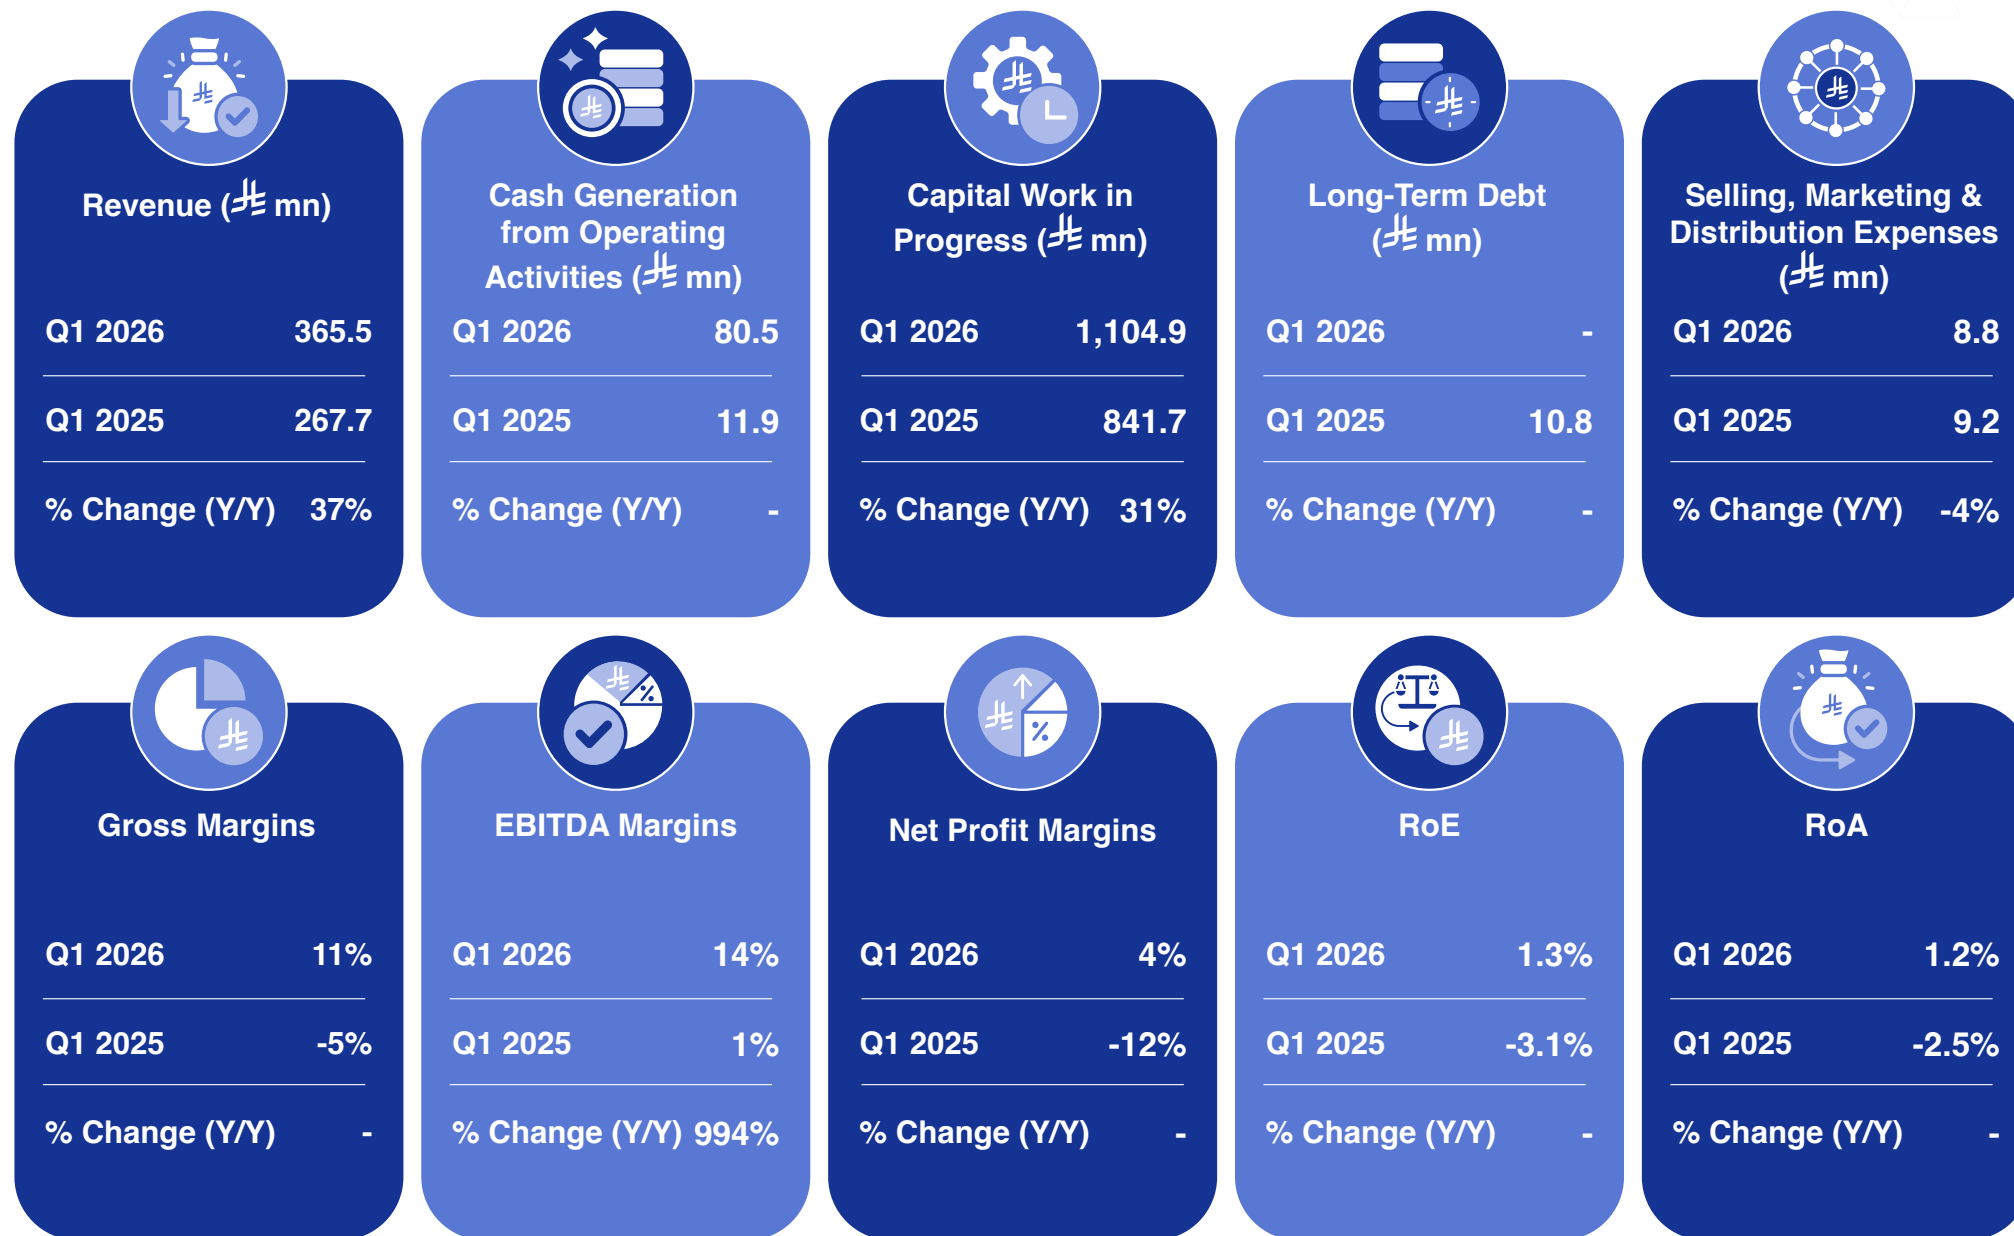 Revenue (⃁ mn)
Q1 2026 365.5
Q1 2025 267.7
% Change (Y/Y) 37%
Cash Generation
from Operating
Activities (⃁ mn)
Q1 2026 80.5
Q1 2025 11.9
% Change (Y/Y) -
Capital Work in
Progress (⃁ mn)
Q1 2026 1,104.9
Q1 2025 841.7
% Change (Y/Y) 31%
Long-Term Debt
(⃁ mn)
Q1 2026 -
Q1 2025 10.8
% Change (Y/Y) -
Selling, Marketing &
Distribution Expenses
(⃁ mn)
Q1 2026 8.8
Q1 2025 9.2
% Change (Y/Y) -4%
Gross Margins
Q1 2026 11%
Q1 2025 -5%
% Change (Y/Y) -
EBITDA Margins
Q1 2026 14%
Q1 2025 1%
% Change (Y/Y) 994%
Net Profit Margins
Q1 2026 4%
Q1 2025 -12%
% Change (Y/Y) -
RoE
Q1 2026 1.3%
Q1 2025 -3.1%
% Change (Y/Y) -
RoA
Q1 2026 1.2%
Q1 2025 -2.5%
% Change (Y/Y) -